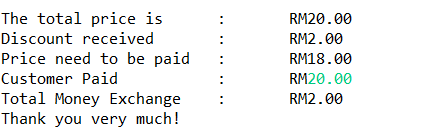 The total price is : RM20.00
Discount received : RM2.00
Price need to be paid : RM18.00
Customer Paid : RM20.00
Total Money Exchange : RM2.00
Thank you very much!